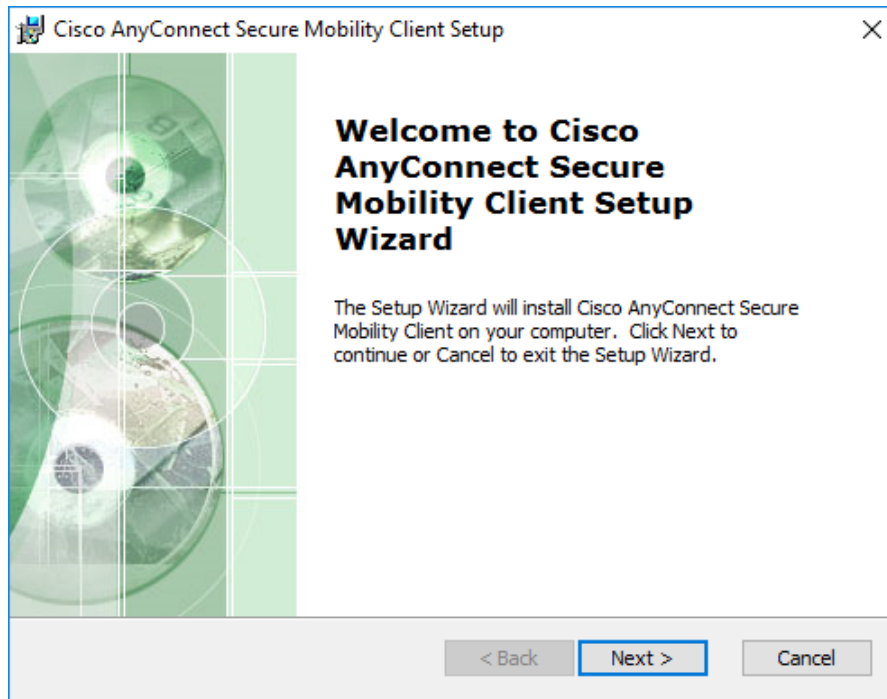 Cisco AnyConnect Secure Mobility Client Setup
Welcome to Cisco
AnyConnect Secure
Mobility Client Setup
Wizard
The Setup Wizard will install Cisco AnyConnect Secure
Mobility Client on your computer. Click Next to
continue or Cancel to exit the Setup Wizard.
< Back Next > Cancel